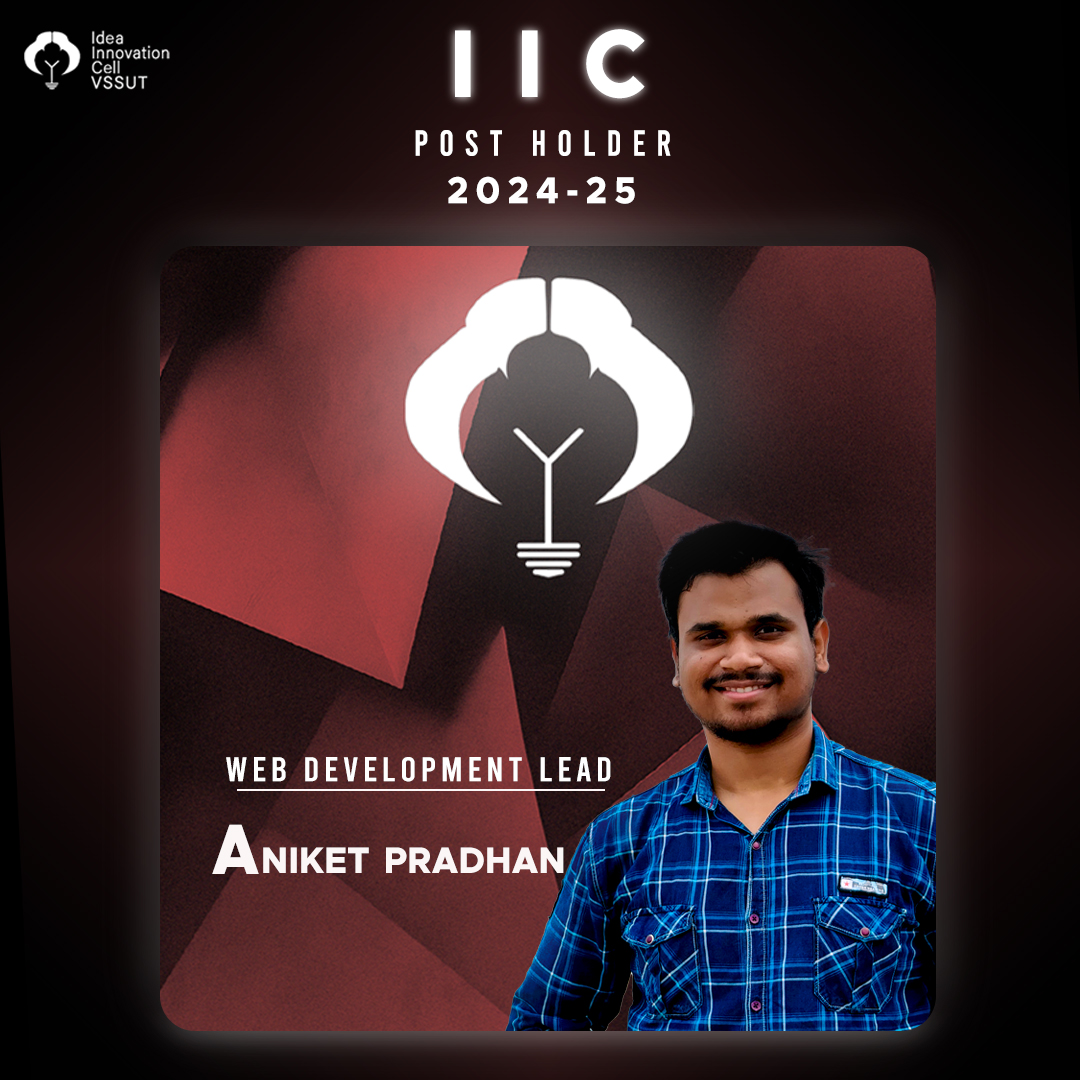 Idea
Innovation
Cell
VSSUT
IIC
POST HOLDER
2024-25
WEB DEVELOPMENT LEAD
ANIKET PRADHAN